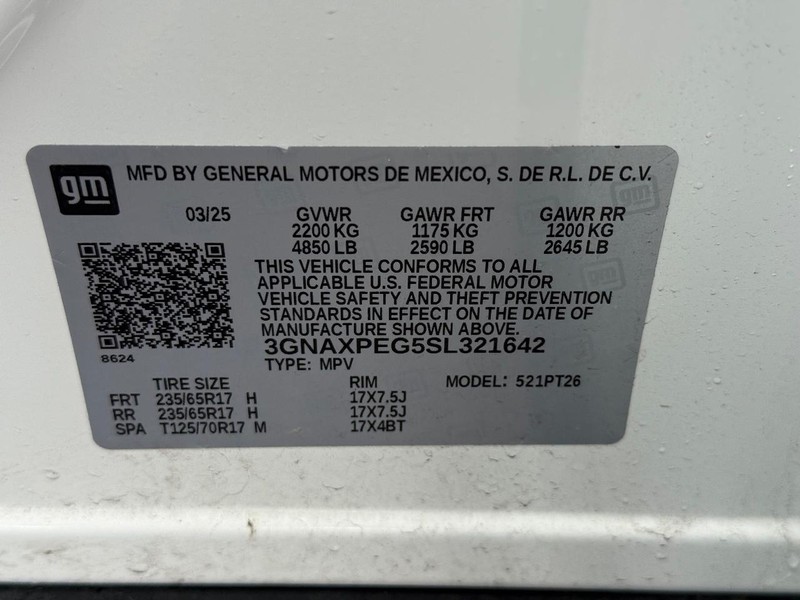 gm MFD BY GENERAL MOTORS DE MEXICO, S. DE R.L. DE C.V.
03/25 GVWR GAWR FRT GAWR RR
2200 KG 1175 KG 1200 KG
4850 LB 2590 LB 2645 LB
THIS VEHICLE CONFORMS TO ALL
APPLICABLE U.S. FEDERAL MOTOR
VEHICLE SAFETY AND THEFT PREVENTION
STANDARDS IN EFFECT ON THE DATE OF
MANUFACTURE SHOWN ABOVE.
8624 3GNAXPEG5SL321642
TYPE: MPV
TIRE SIZE RIM MODEL: 521PT26
FRT 235/65R17 H 17X7.5J
RR 235/65R17 H 17X7.5J
SPA T125/70R17 M 17X4BT